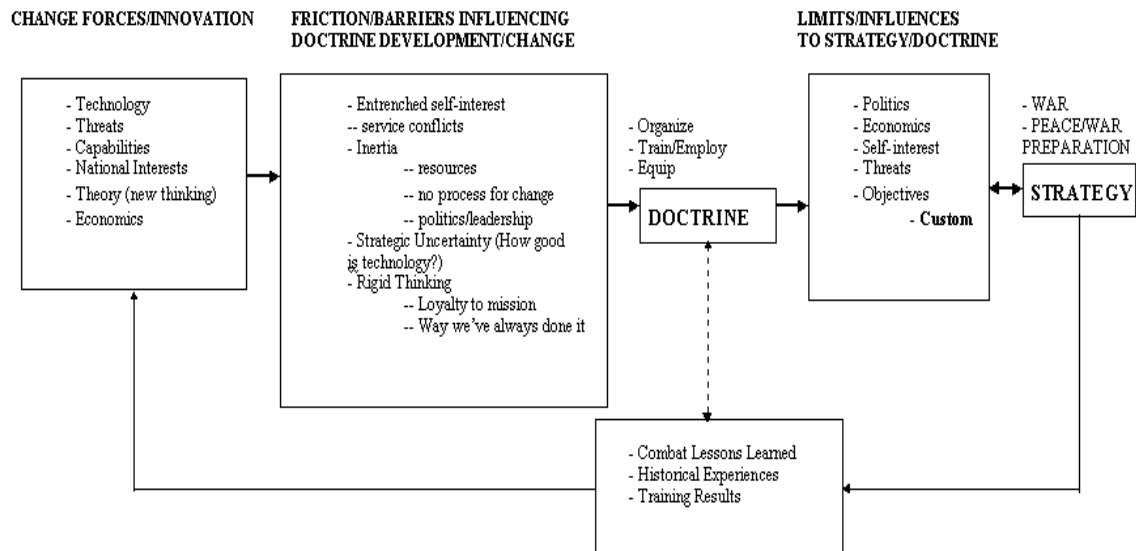 CHANGE FORCES/INNOVATION
- Technology
- Threats
- Capabilities
- National Interests
- Theory (new thinking)
- Economics
FRICTION/BARRIERS INFLUENCING
DOCTRINE DEVELOPMENT/CHANGE
- Entrenched self-interest
-- service conflicts
- Inertia
-- resources
-- no process for change
-- politics/leadership
- Strategic Uncertainty (How good
is technology?)
- Rigid Thinking
-- Loyalty to mission
-- Way we've always done it
- Organize
- Train/Employ
- Equip
DOCTRINE
LIMITS/INFLUENCES
TO STRATEGY/DOCTRINE
- Politics
- Economics
- Self-interest
- Threats
- Objectives
- Custom
- WAR
- PEACE/WAR
PREPARATION
STRATEGY
- Combat Lessons Learned
- Historical Experiences
- Training Results